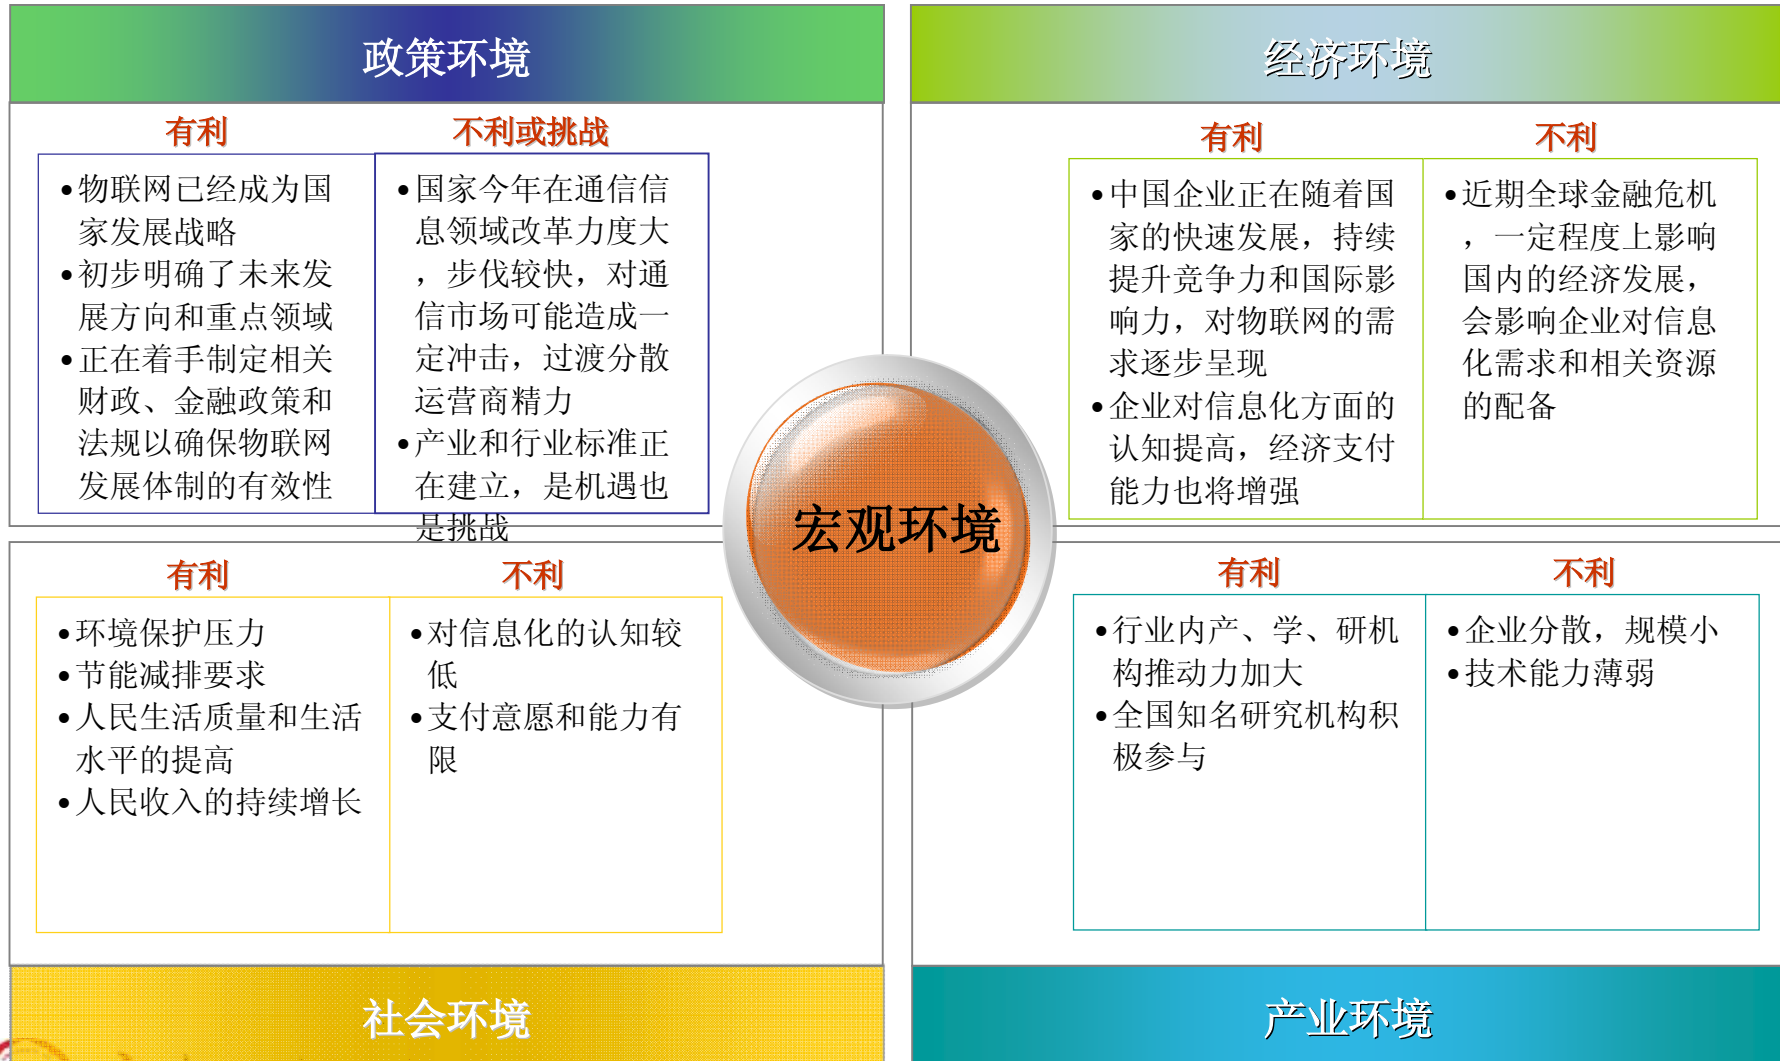 政策环境
有利
•物联网已经成为国
家发展战略
•初步明确了未来发
展方向和重点领域
•正在着手制定相关
财政、金融政策和
法规以确保物联网
发展体制的有效性
不利或挑战
•国家今年在通信信
息领域改革力度大
，步伐较快，对通
信市场可能造成一
定冲击，过渡分散
运营商精力
•产业和行业标准正
在建立，是机遇也
是挑战
经济环境
有利
•中国企业正在随着国
家的快速发展，持续
提升竞争力和国际影
响力，对物联网的需
求逐步呈现
•企业对信息化方面的
认知提高，经济支付
能力也将增强
不利
•近期全球金融危机
，一定程度上影响
国内的经济发展，
会影响企业对信息
化需求和相关资源
的配备
宏观环境
有利
•环境保护压力
•节能减排要求
•人民生活质量和生活
水平的提高
•人民收入的持续增长
不利
•对信息化的认知较
低
•支付意愿和能力有
限
社会环境
有利
•行业内产、学、研机
构推动力加大
•全国知名研究机构积
极参与
不利
•企业分散，规模小
•技术能力薄弱
产业环境